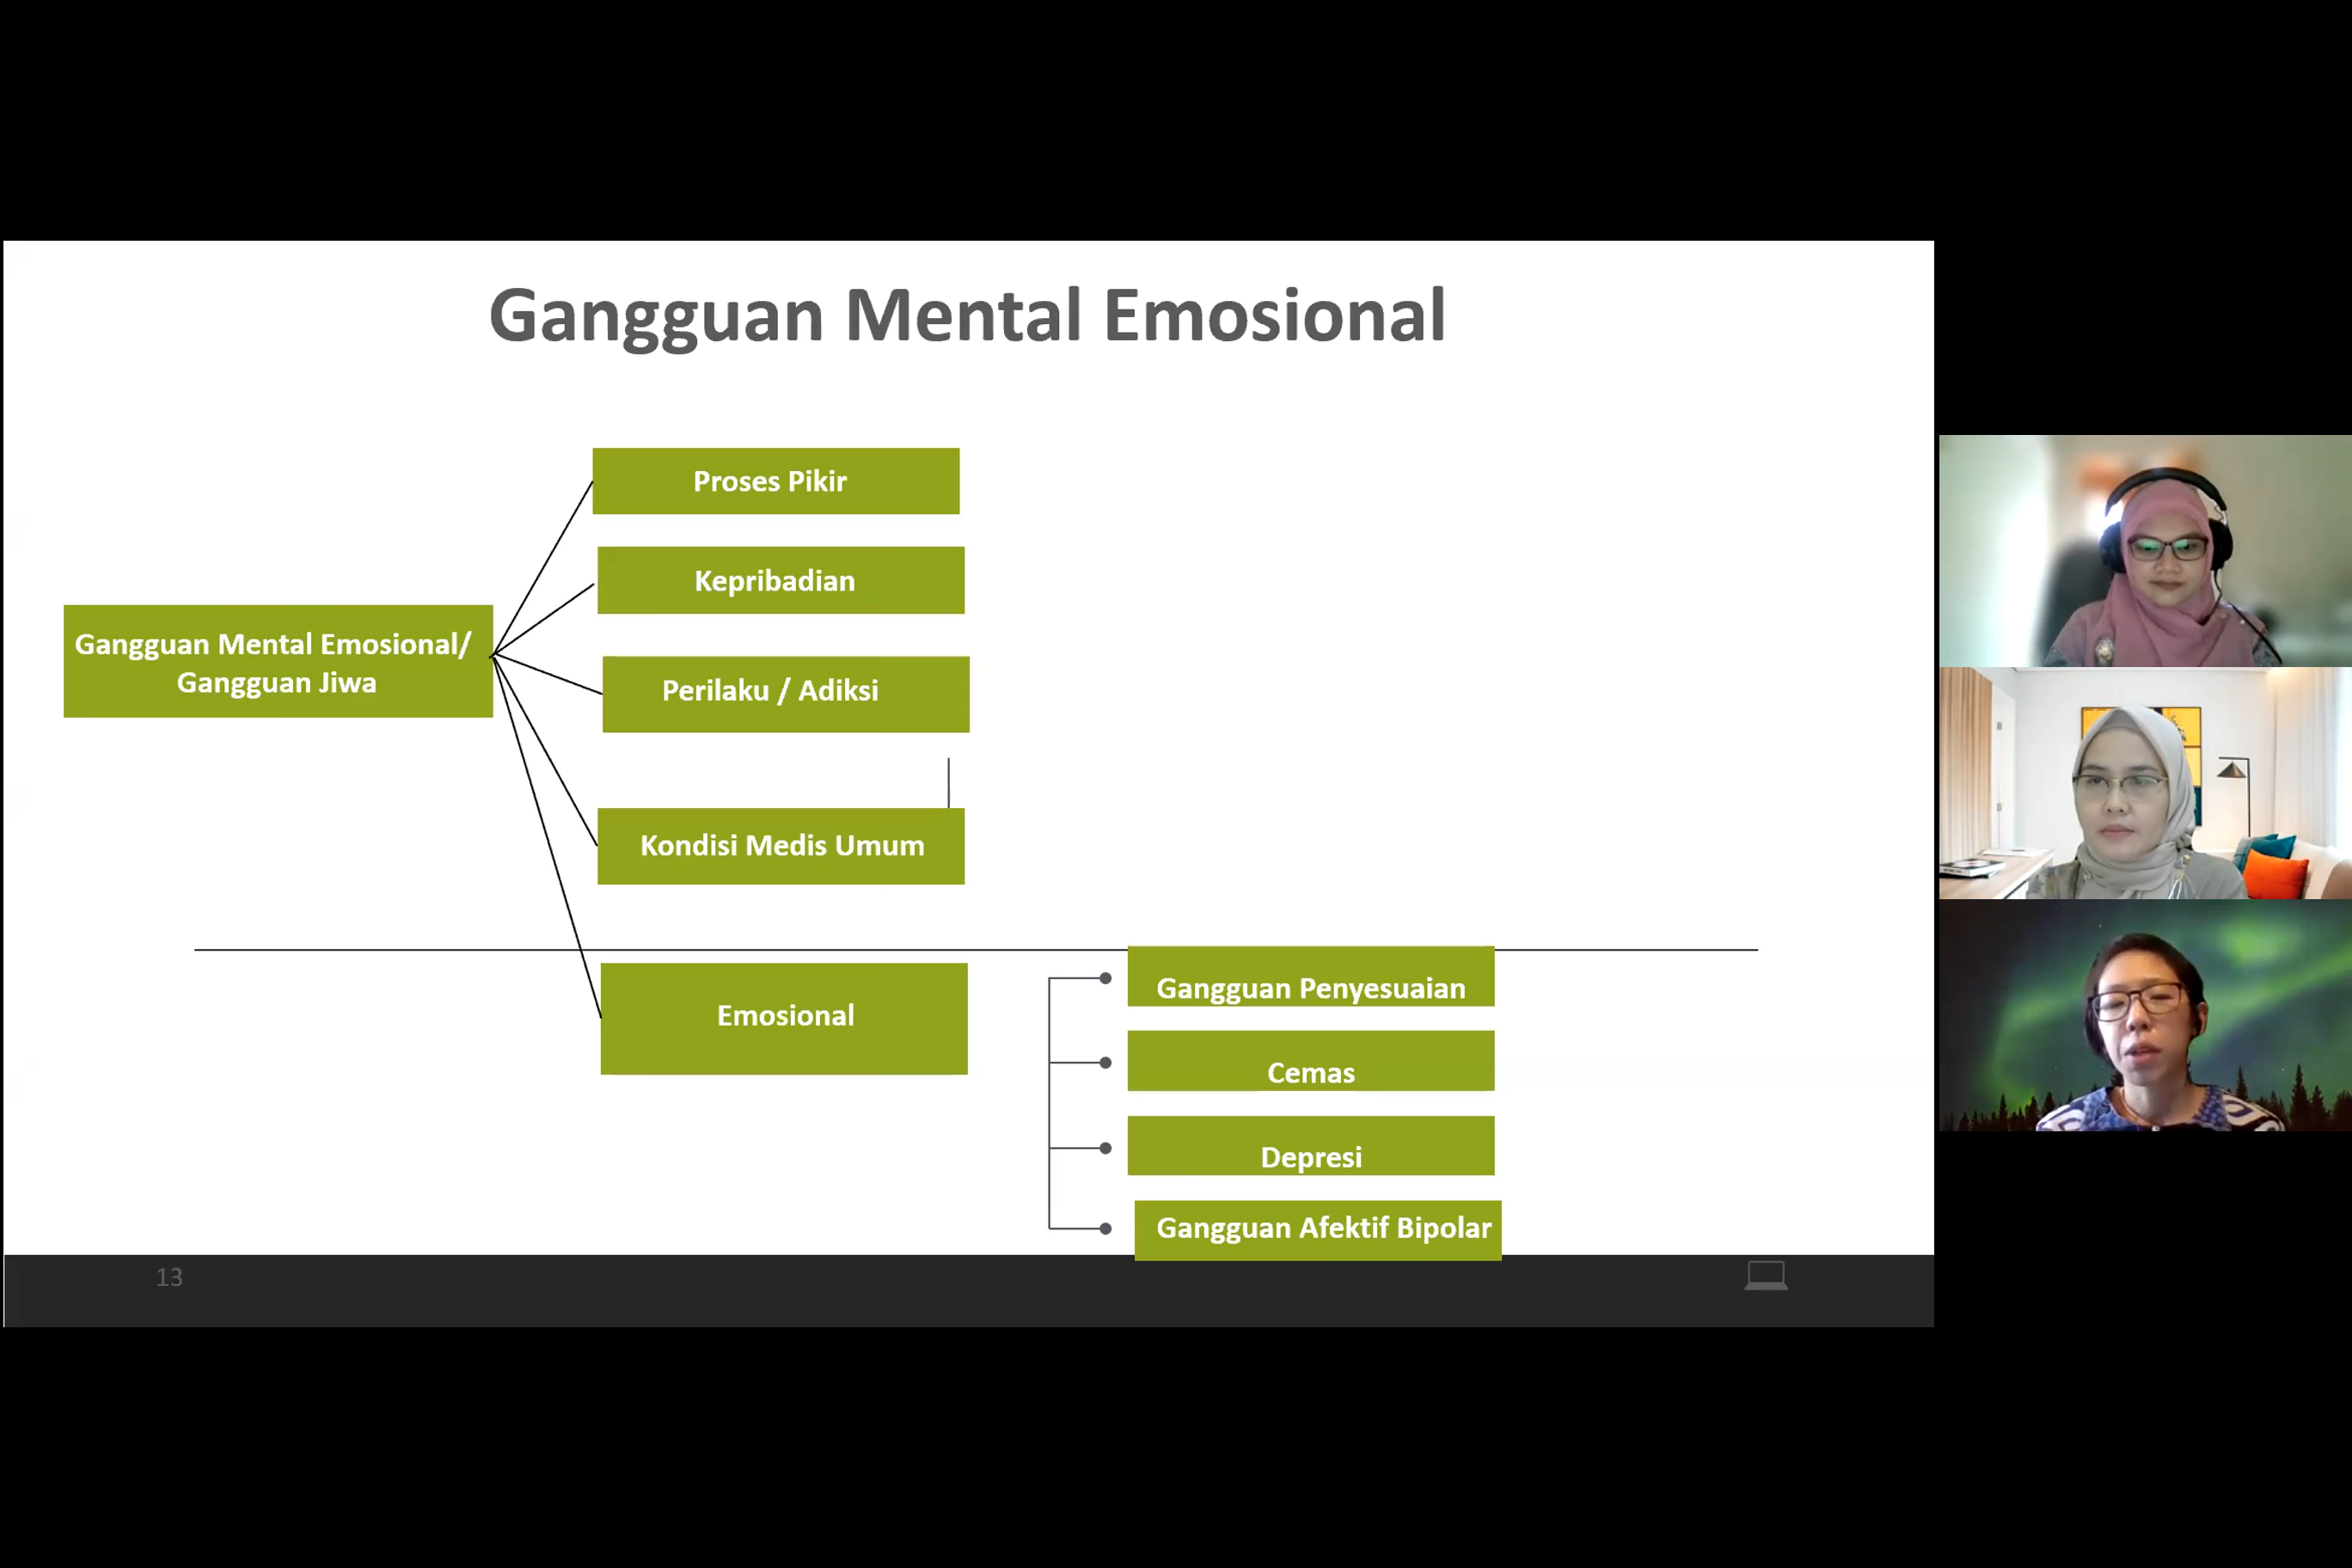 Gangguan Mental Emosional
Proses Pikir
Kepribadian
Gangguan Mental Emosional/
Gangguan Jiwa
Perilaku / Adiksi
Kondisi Medis Umum
Emosional
Gangguan Penyesuaian
Cemas
Depresi
Gangguan Afektif Bipolar
13